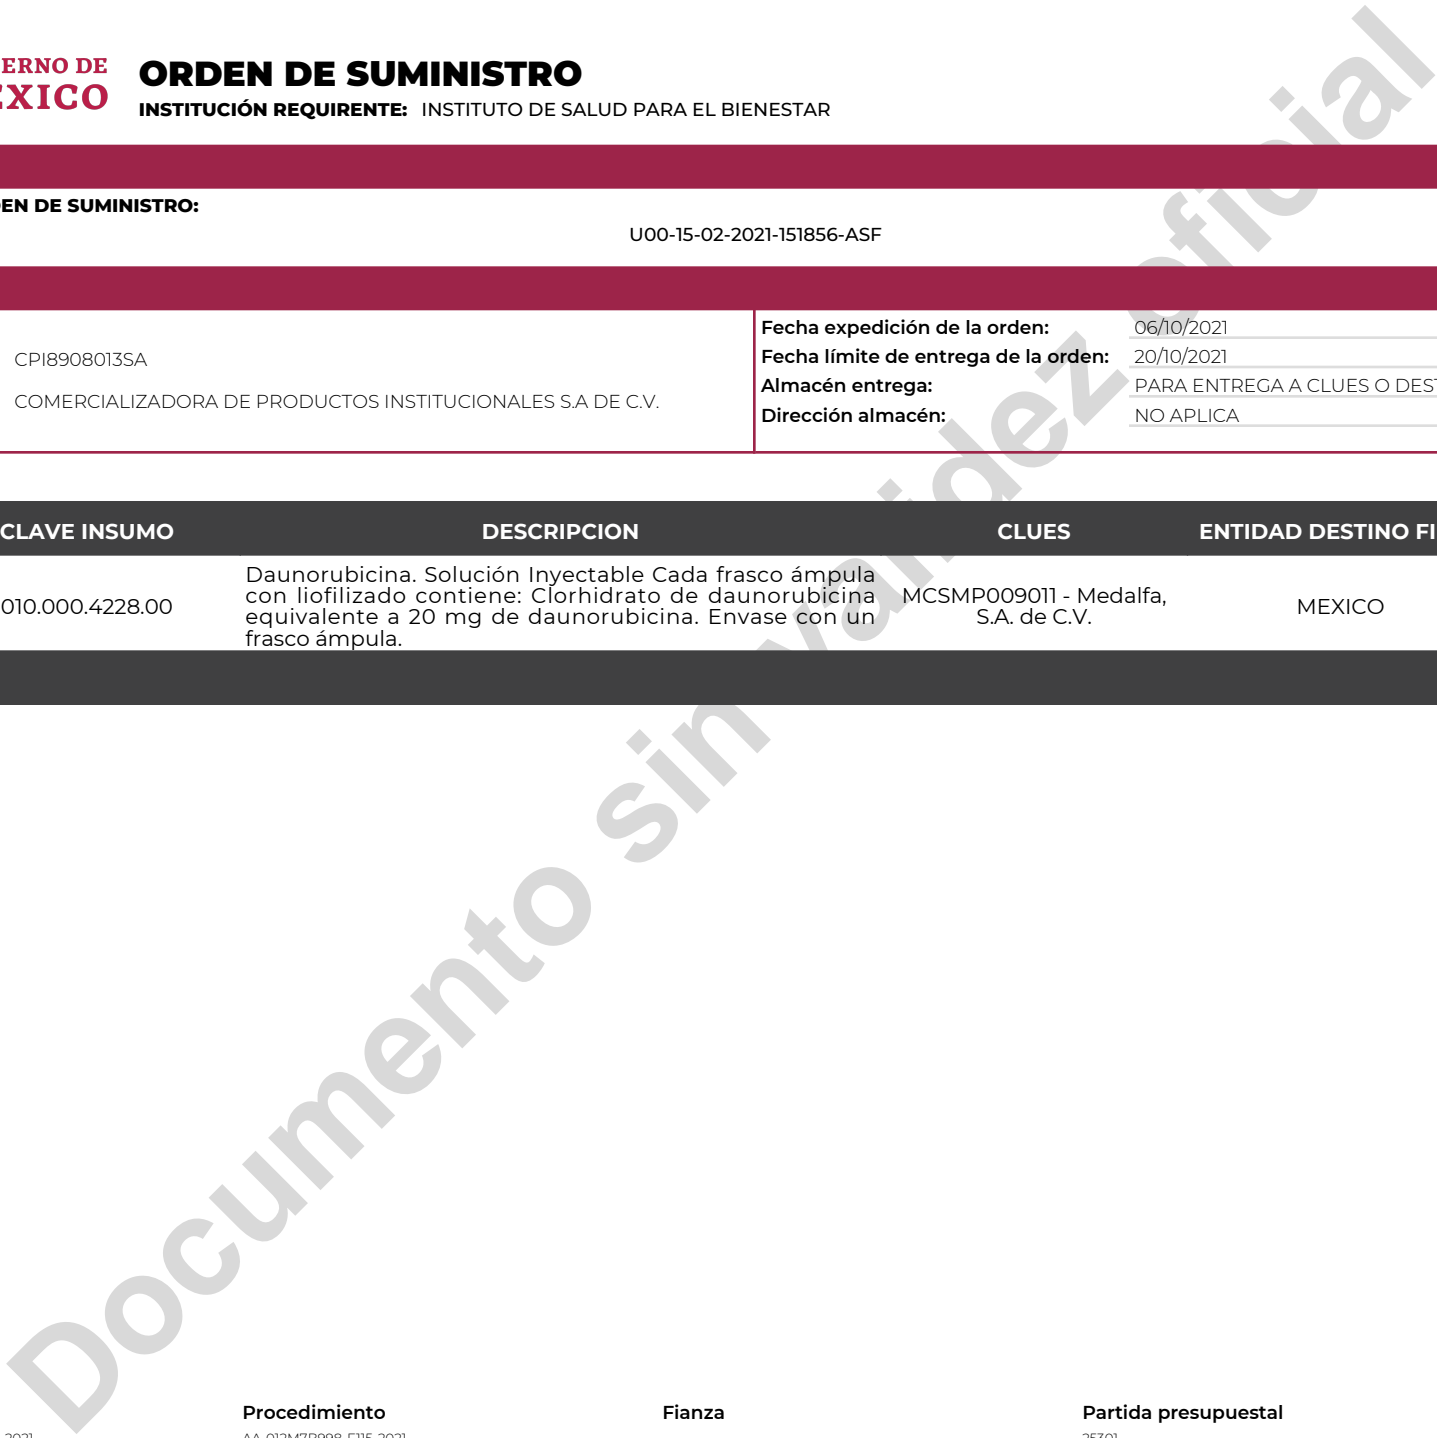 ERNO DE
EXICO
ORDEN DE SUMINISTRO
INSTITUCIÓN REQUIRENTE: INSTITUTO DE SALUD PARA EL BIENESTAR
EN DE SUMINISTRO:
U00-15-02-2021-151856-ASF
CPI8908013SA
COMERCIALIZADORA DE PRODUCTOS INSTITUCIONALES S.A DE C.V.
Fecha expedición de la orden: 06/10/2021
Fecha límite de entrega de la orden: 20/10/2021
Almacén entrega: PARA ENTREGA A CLUES O DEST
Dirección almacén: NO APLICA
CLAVE INSUMO DESCRIPCION CLUES ENTIDAD DESTINO FI
010.000.4228.00
Daunorubicina. Solución Inyectable Cada frasco ámpula
con liofilizado contiene: Clorhidrato de daunorubicina
equivalente a 20 mg de daunorubicina. Envase con un
frasco ámpula.
MCSMP009011 - Medalfa,
S.A. de C.V.
MEXICO
Documento sin validez oficial
Procedimiento Fianza Partida presupuestal